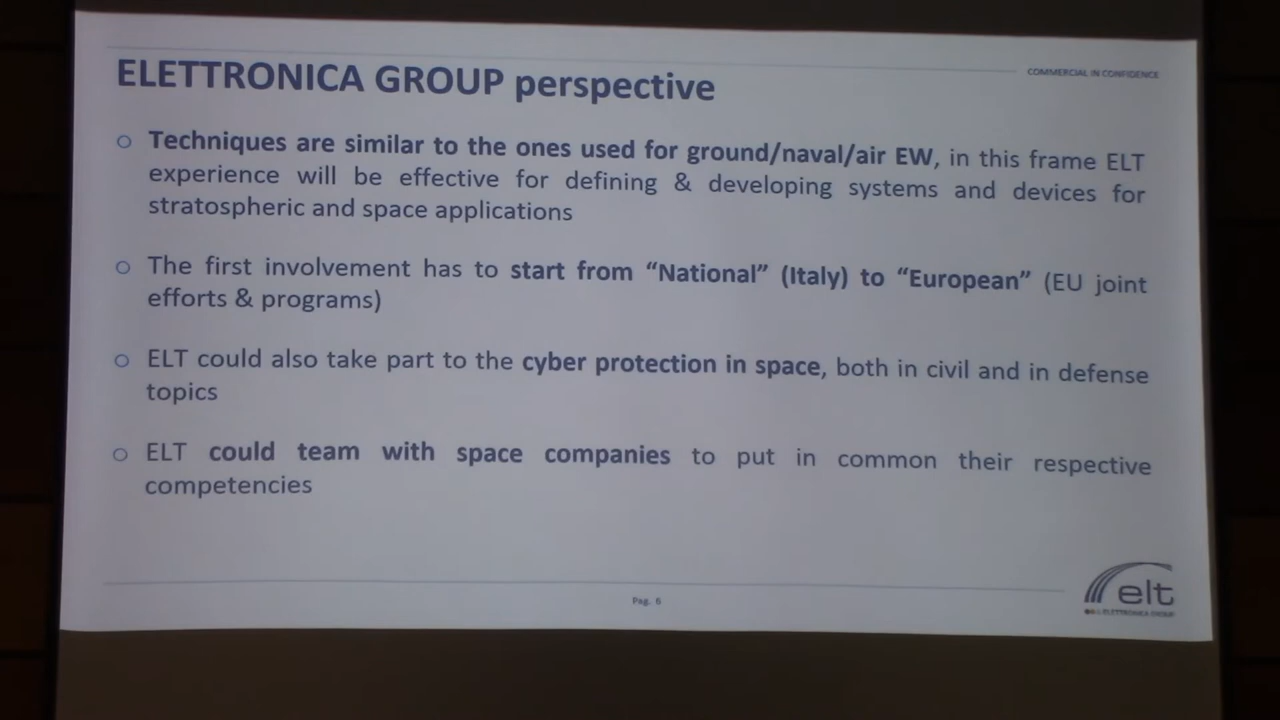 COMMERCIAL IN CONFIDENCE
ELETTRONICA GROUP perspective
○ Techniques are similar to the ones used for ground/naval/air EW, in this frame ELT
experience will be effective for defining & developing systems and devices for
stratospheric and space applications
○ The first involvement has to start from “National” (Italy) to “European” (EU joint
efforts & programs)
○ ELT could also take part to the cyber protection in space, both in civil and in defense
topics
○ ELT could team with space companies to put in common their respective
competencies
Pag. 6
elt
ELETTRONICA GROUP